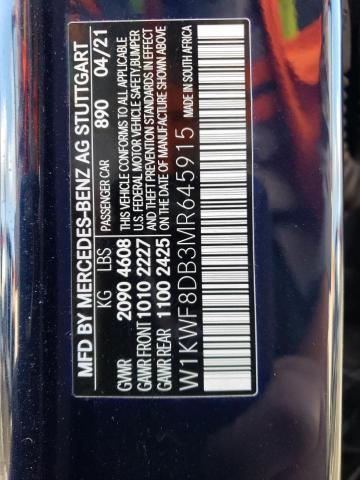 MFD BY MERCEDES-BENZ AG STUTTGART
KG LBS PASSENGER CAR 890 04/21
GVWR 2090 4608 THIS VEHICLE CONFORMS TO ALL APPLICABLE
GAWR FRONT 1010 2227 U.S. FEDERAL MOTOR VEHICLE SAFETY,BUMPER
AND THEFT PREVENTION STANDARDS IN EFFECT
GAWR REAR 1100 2425 ON THE DATE OF MANUFACTURE SHOWN ABOVE.
W1KWF8DB3MR645915 MADE IN SOUTH AFRICA